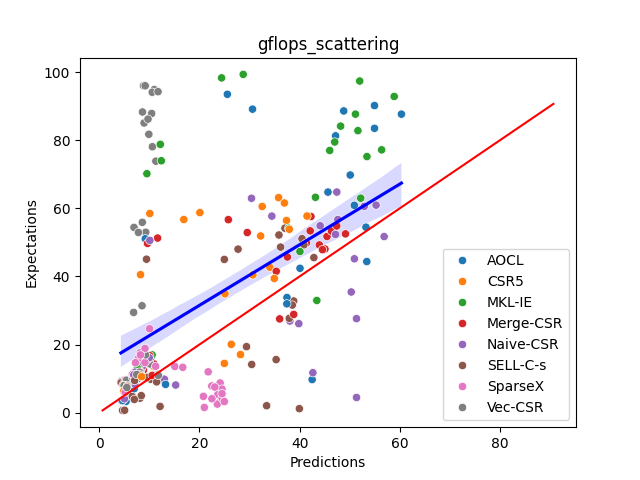 gflops_scattering
Expectations
100
80
60
40
20
0
0
20
40
60
80
Predictions
AOCL
CSR5
MKL-IE
Merge-CSR
Naive-CSR
SELL-C-s
SparseX
Vec-CSR